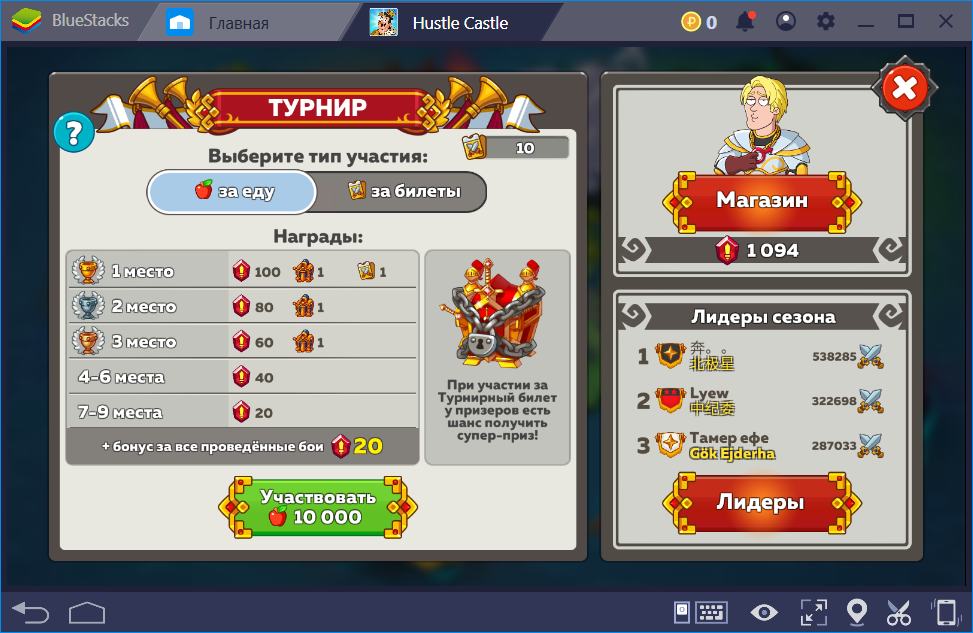 BlueStacks
Главная
Hustle Castle
0
ТУРНИР
?
Выберите тип участия:
10
за еду
за билеты
Награды:
1 место 100 1 1
2 место 80 1
3 место 60 1
4-6 места 40
7-9 места 20
+ бонус за все проведённые бои 20
При участии за
Турнирный билет
у призеров есть
шанс получить
супер-приз!
Участвовать
10 000
Магазин
1 094
Лидеры сезона
1 奔。。 538285
北极星
2 Lyew 322698
中纪委
3 Тамер ефе 287033
Gök Ejderha
Лидеры